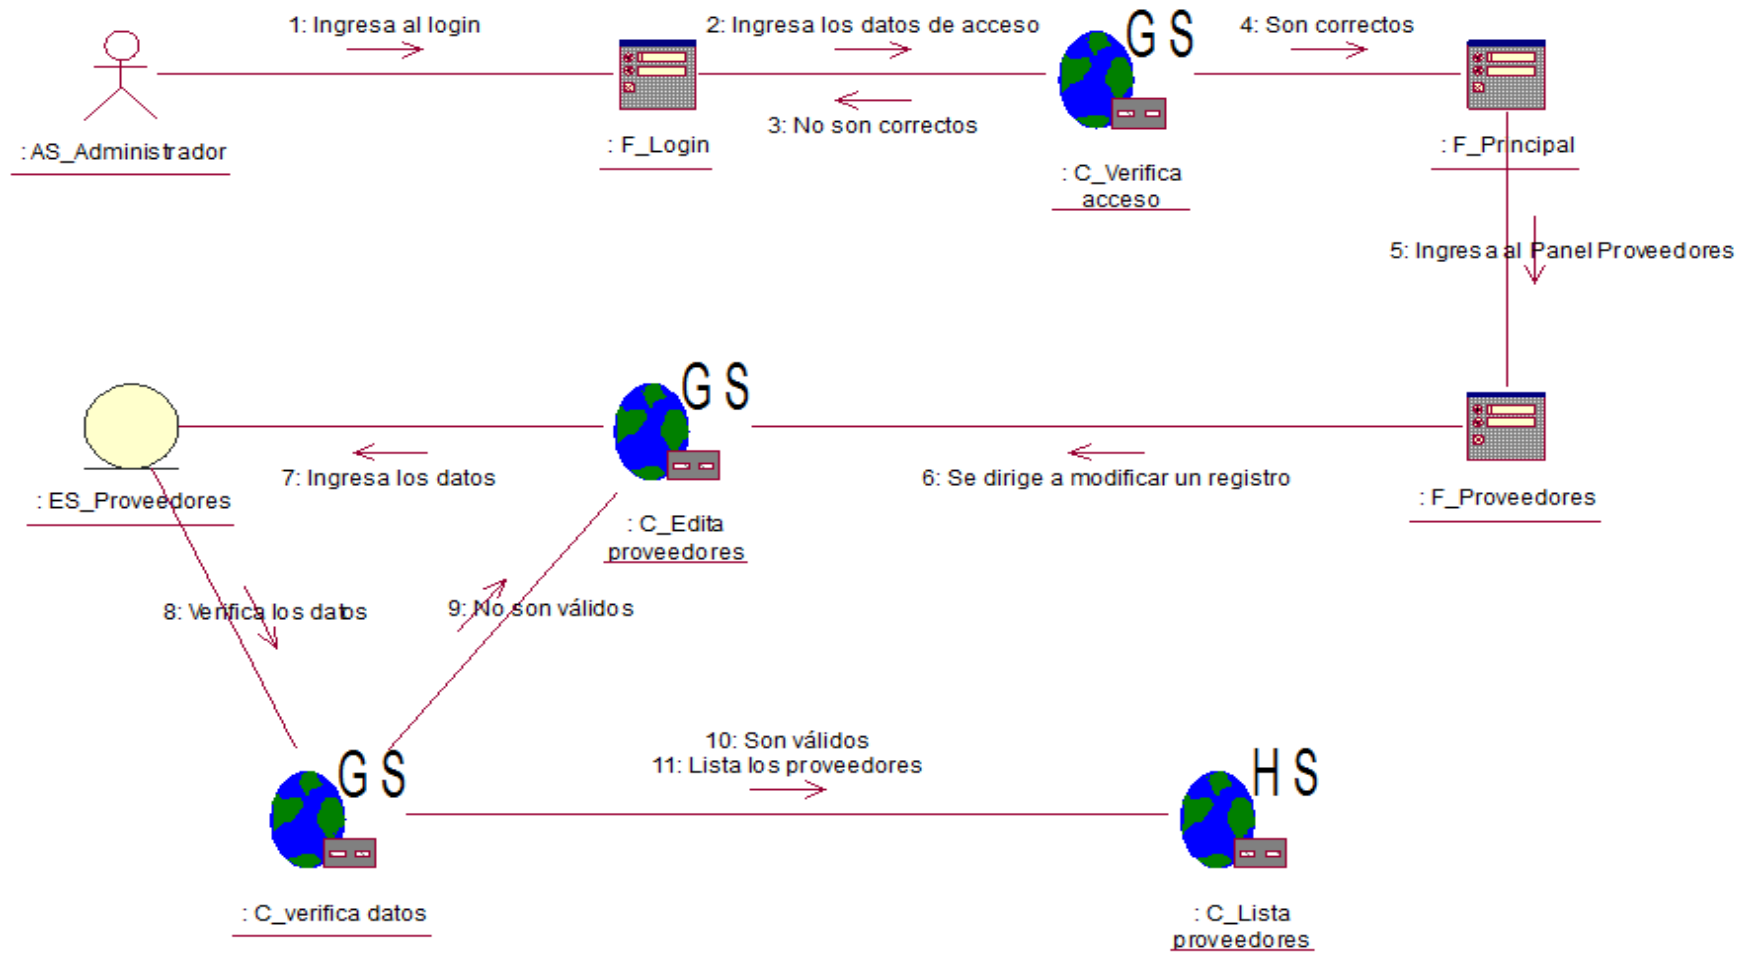 1: Ingresa al login
2: Ingresa los datos de acceso
G S
4: Son correctos
3: No son correctos
: AS_Administrador
: F_Login
: C_Verifica
acceso
: F_Principal
5: Ingresa al Panel Proveedores
G S
7: Ingresa los datos
6: Se dirige a modificar un registro
: ES_Proveedores
: C_Edita
proveedores
: F_Proveedores
8: Verifica los datos
9: No son válidos
G S
10: Son válidos
11: Lista los proveedores
H S
: C_verifica datos
: C_Lista
proveedores